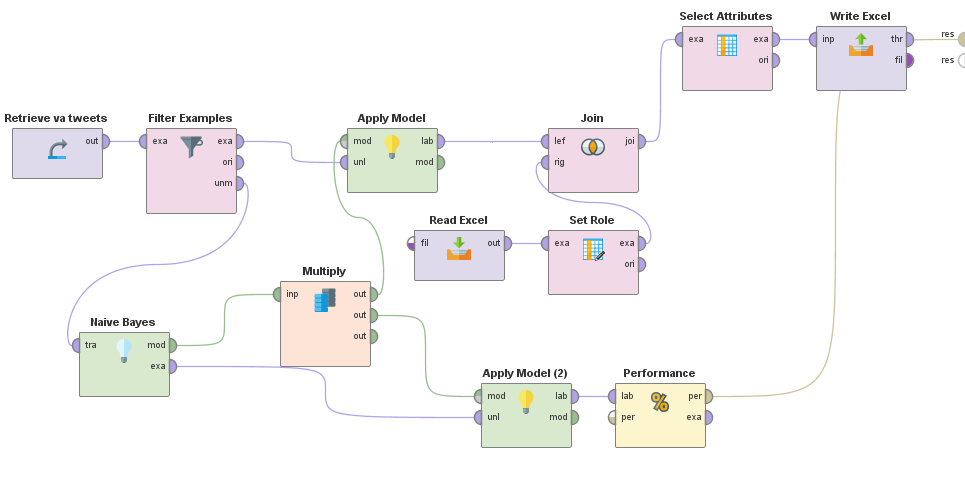 Select Attributes
exa exa
ori
Write Excel
inp thr
fil
res
res
Retrieve va tweets
out
Filter Examples
exa exa
ori
unm
Apply Model
mod lab
unl mod
Join
lef joi
rig
Read Excel
fil out
Set Role
exa exa
ori
Multiply
inp out
out
out
Naive Bayes
tra mod
exa
Apply Model (2)
mod lab
unl mod
Performance
% 
lab per
per exa